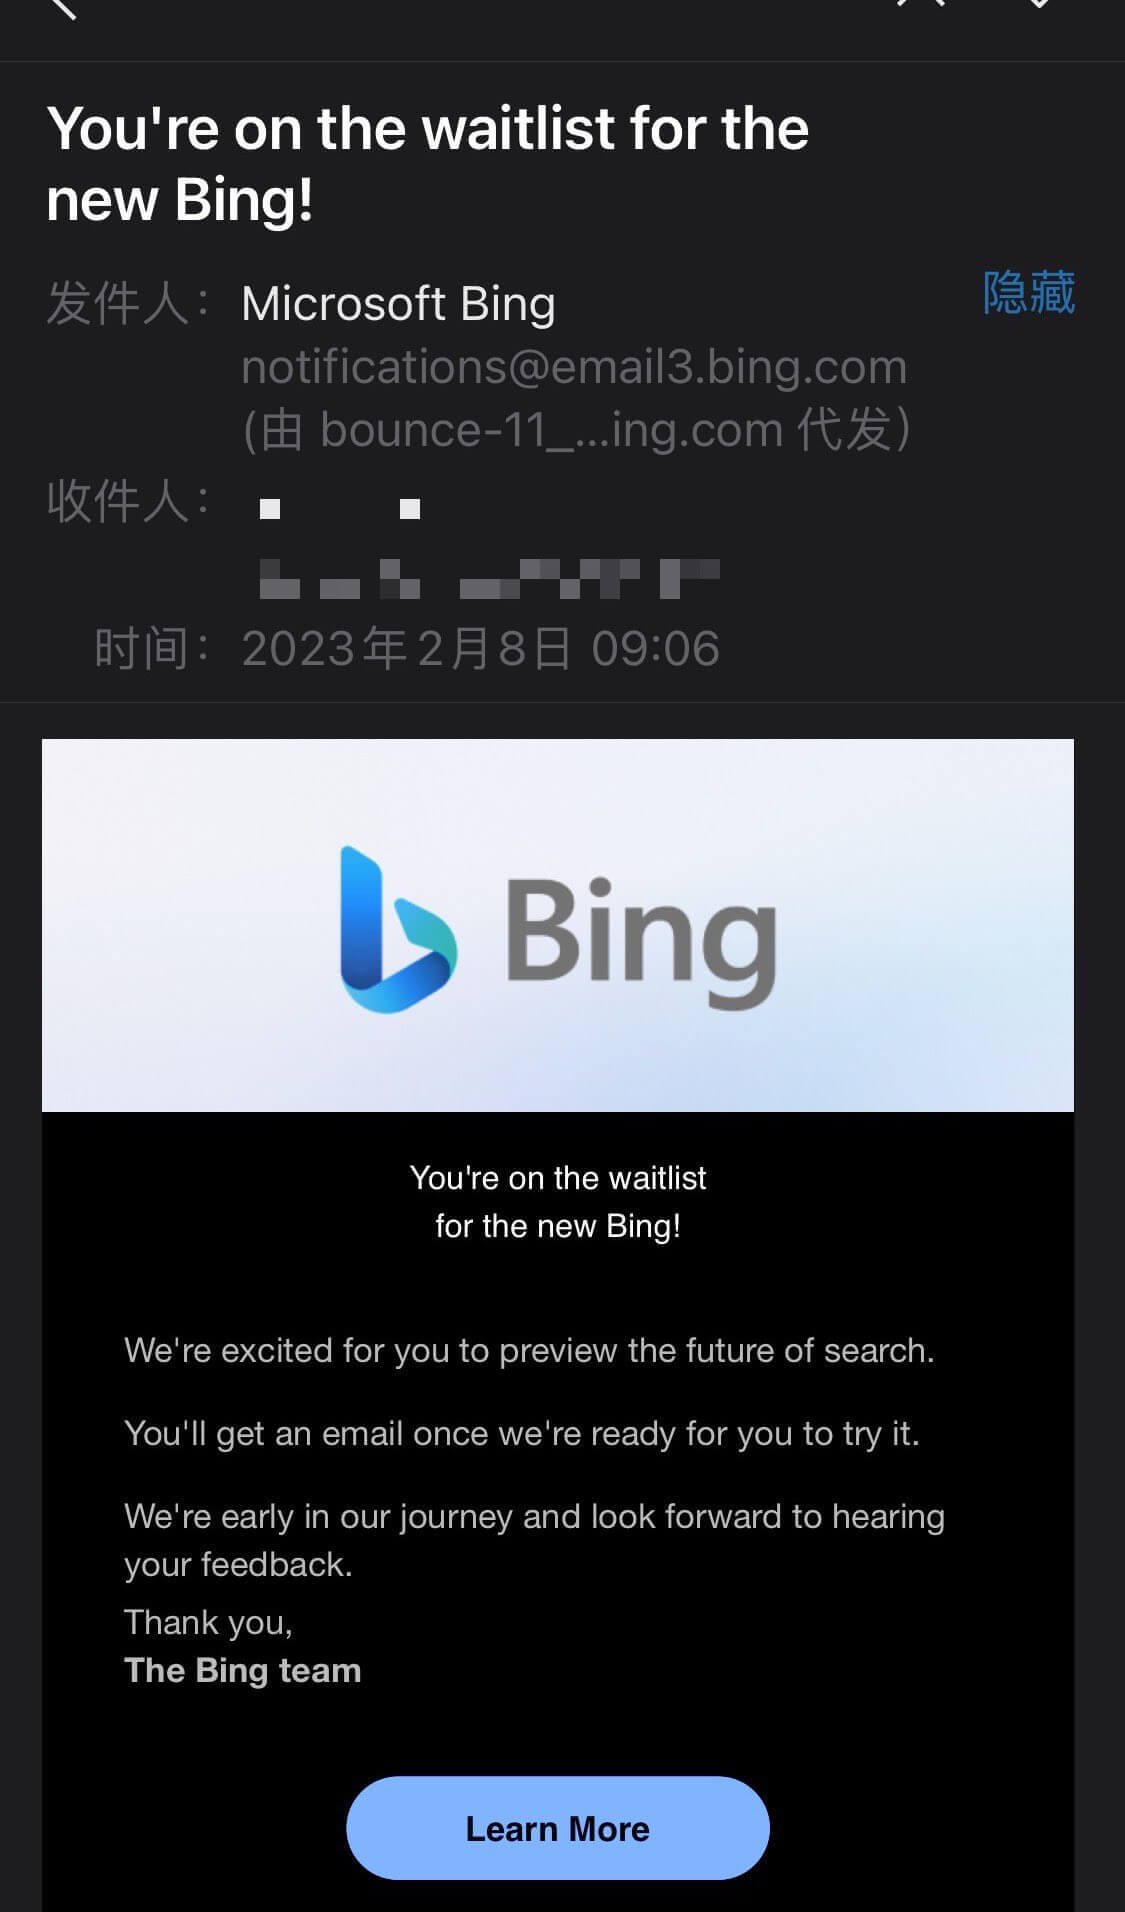 You're on the waitlist for the
new Bing!
发件人： Microsoft Bing 隐藏
notifications@email3.bing.com
(由 bounce-11_...ing.com 代发)
收件人：
时间： 2023年2月8日 09:06
Bing
You're on the waitlist
for the new Bing!
We're excited for you to preview the future of search.
You'll get an email once we're ready for you to try it.
We're early in our journey and look forward to hearing
your feedback.
Thank you,
The Bing team
Learn More